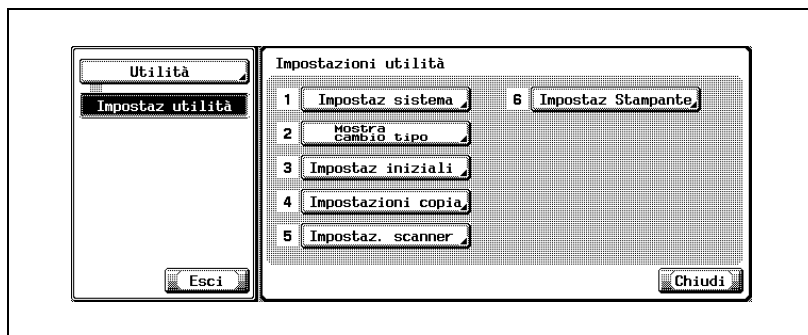 Utilità
Impostaz utilità
Esci
Impostazioni utilità
1 Impostaz sistema
2 Mostra
cambio tipo
3 Impostaz iniziali
4 Impostazioni copia
5 Impostaz. scanner
6 Impostaz Stampante
Chiudi